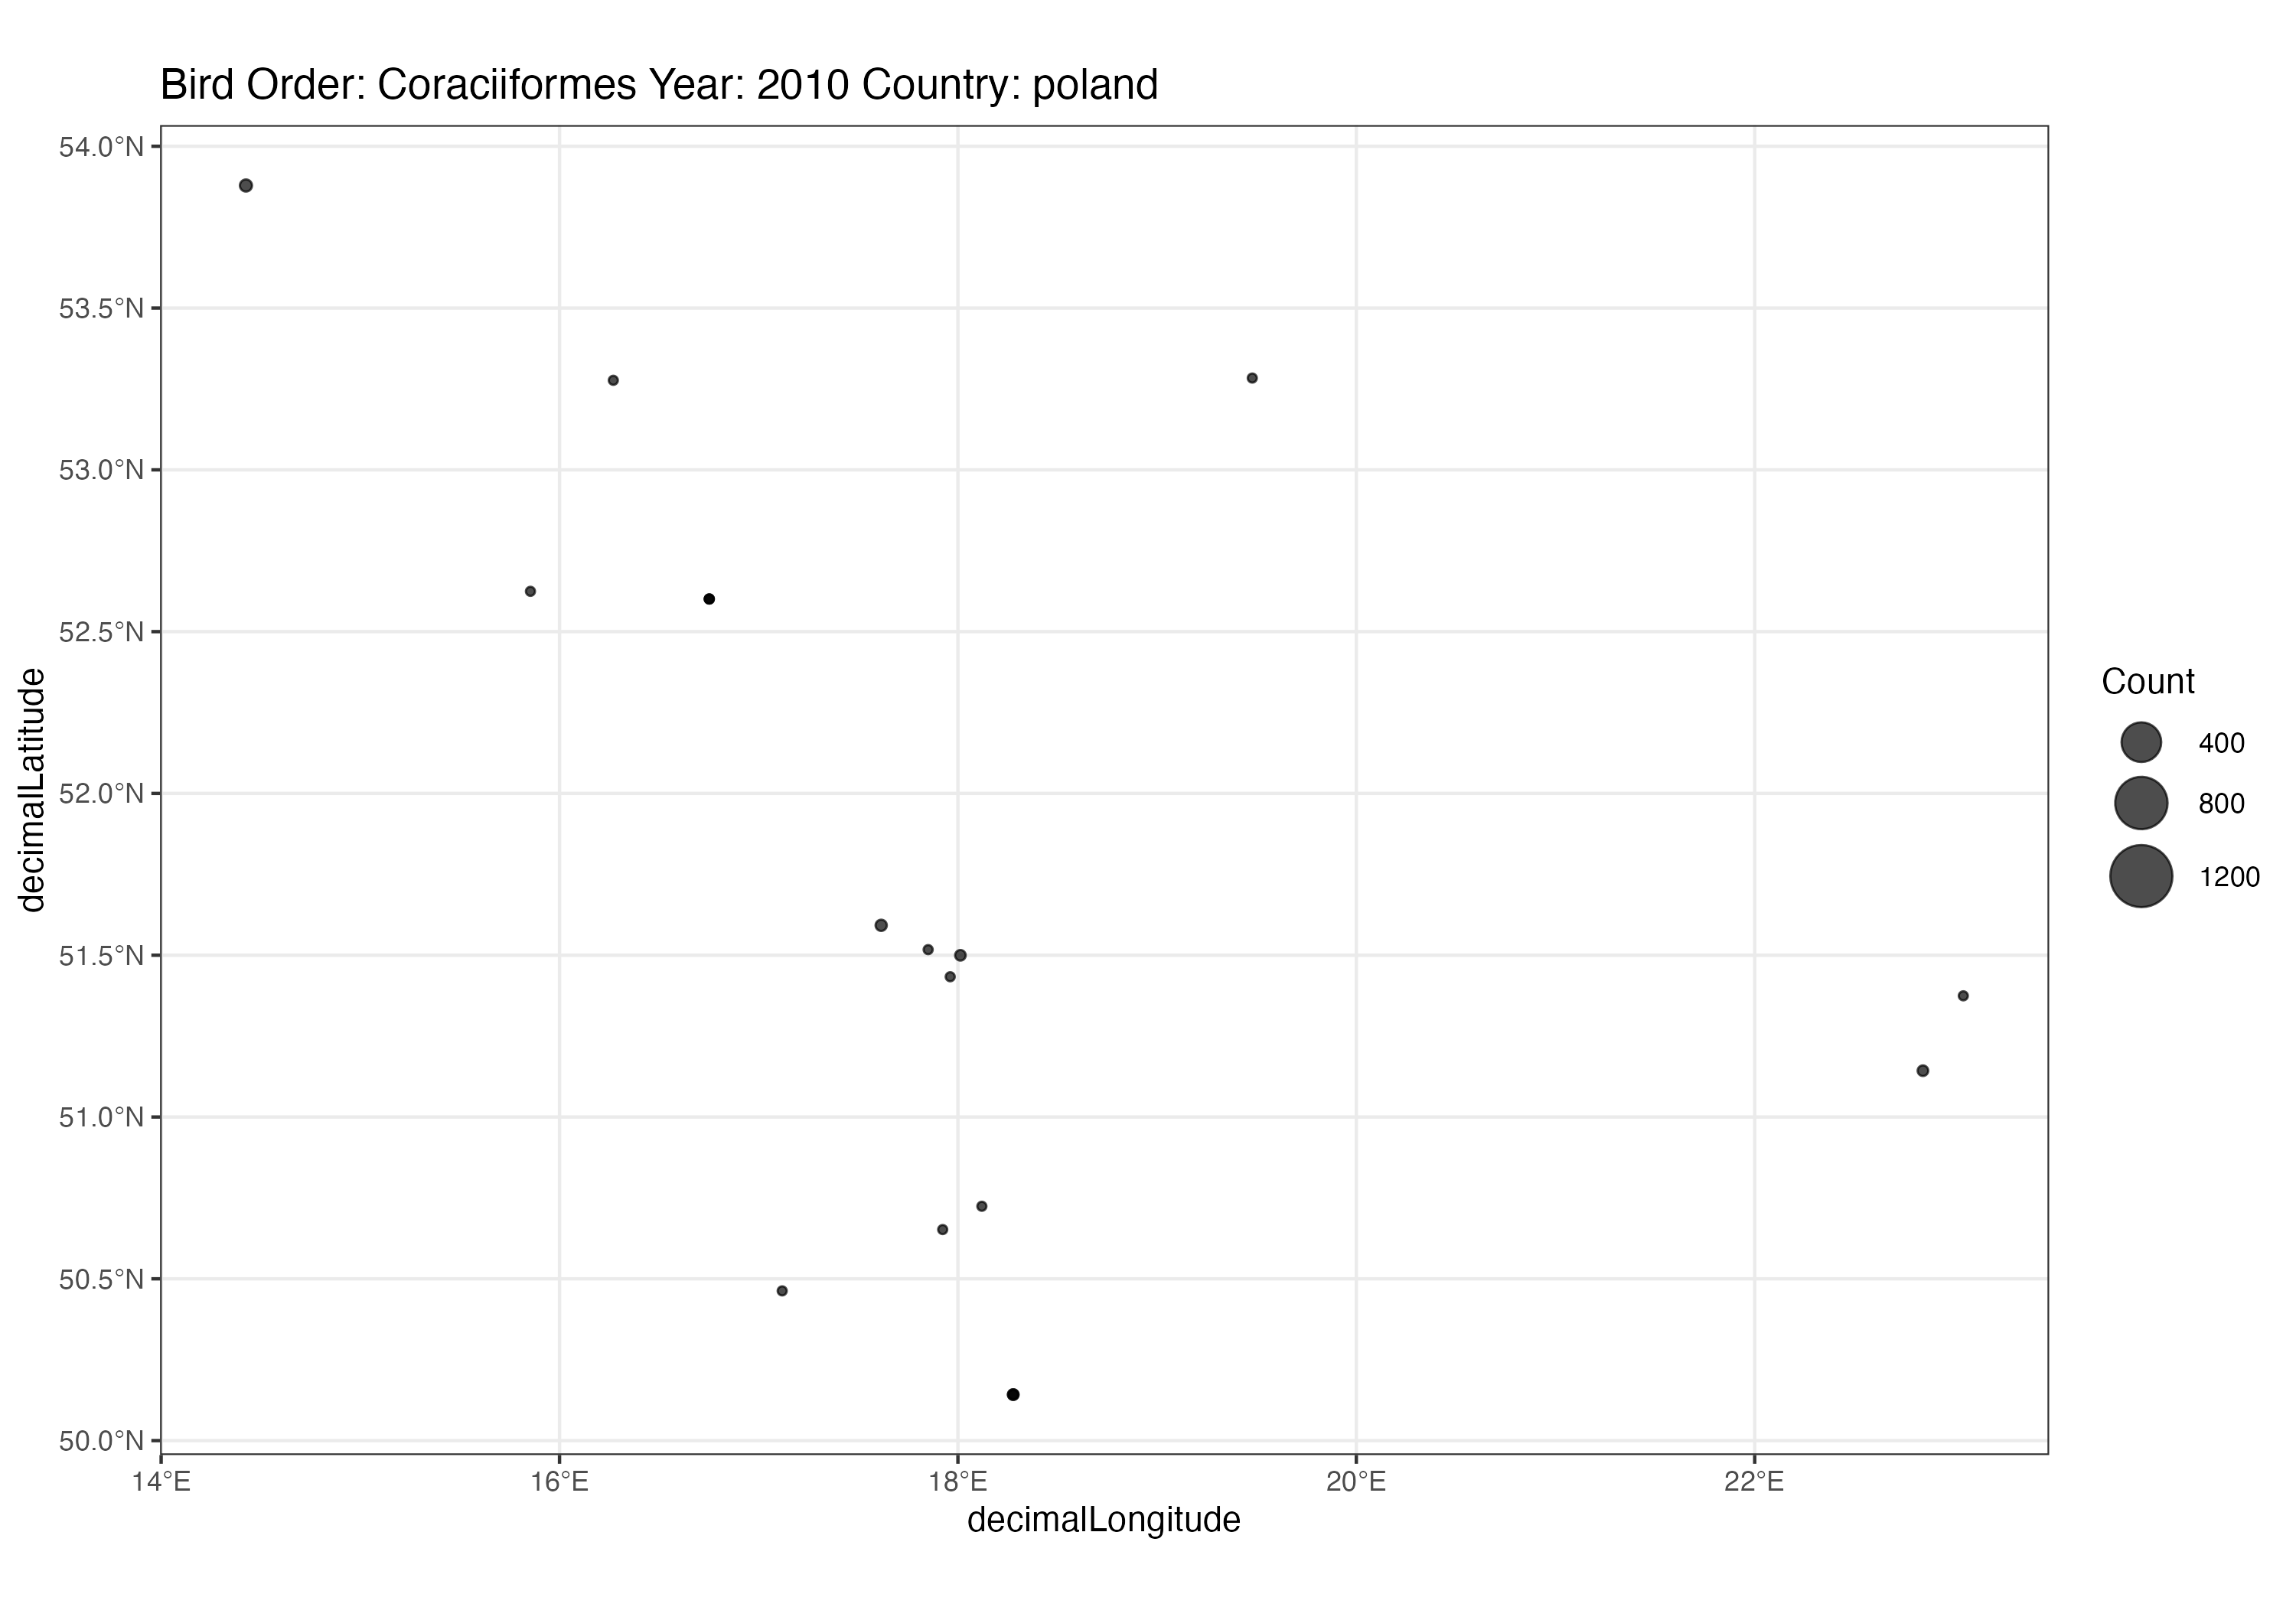 Bird Order: Coraciiformes Year: 2010 Country: poland
54.0°N
53.5°N
53.0°N
52.5°N
52.0°N
51.5°N
51.0°N
50.5°N
50.0°N
decimalLatitude
14°E
16°E
18°E
20°E
22°E
decimalLongitude
Count
400
800
1200